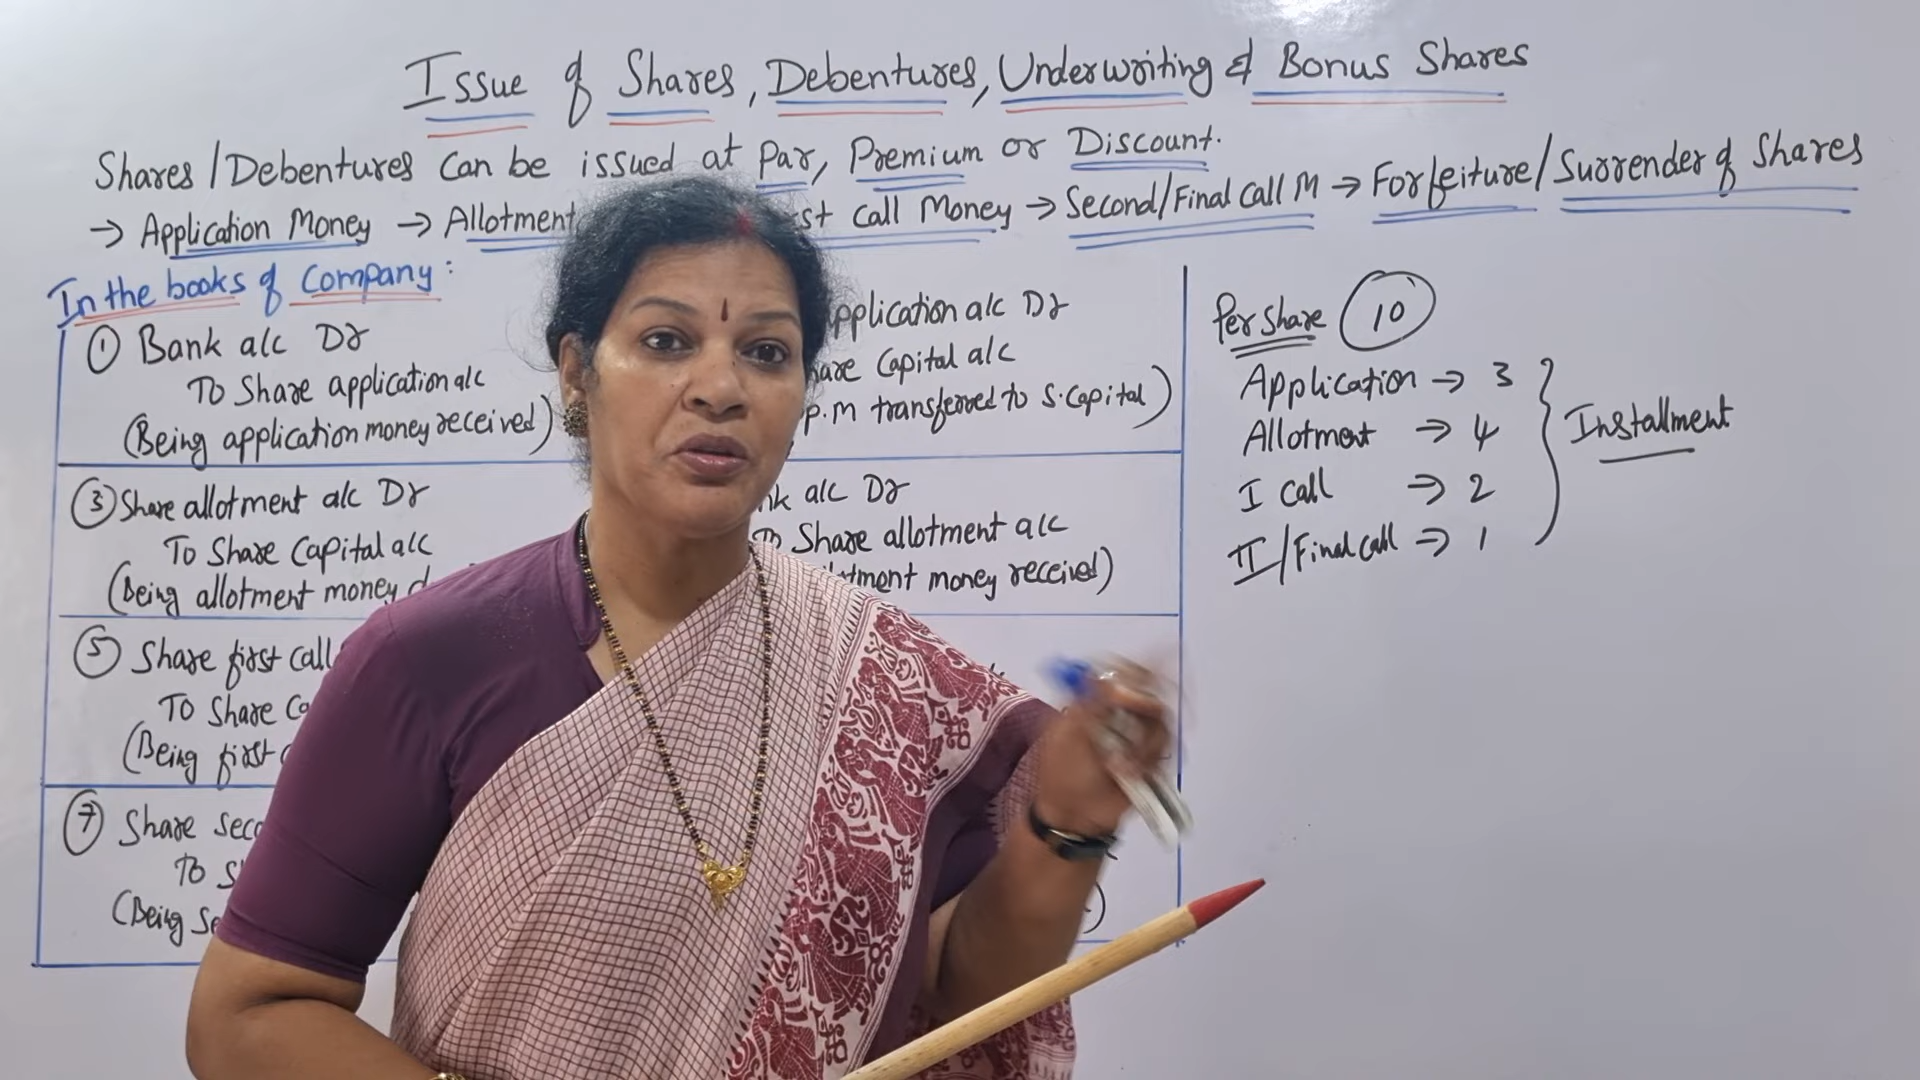 Issue of Shares, Debentures, Underwriting & Bonus Shares
Shares/Debentures can be issued at Par, Premium or Discount.
→ Application Money → Allotment st Call Money → Second/Final Call M → Forfeiture/Surrender of Shares
In the books of Company:
① Bank a/c Dr
To Share application a/c
(Being application money received)
pplication a/c Dr
are Capital a/c
p.M transferred to S.Capital)
③ Share allotment a/c Dr
To Share Capital a/c
(Being allotment money d
nk a/c Dr
To Share allotment a/c
tment money received)
⑤ Share first call
To Share Ca
(Being first c
⑦ Share seco
To S
(Being Se
Per share 10
Application → 3
Allotment → 4
I Call → 2
II/Final call → 1
Installment